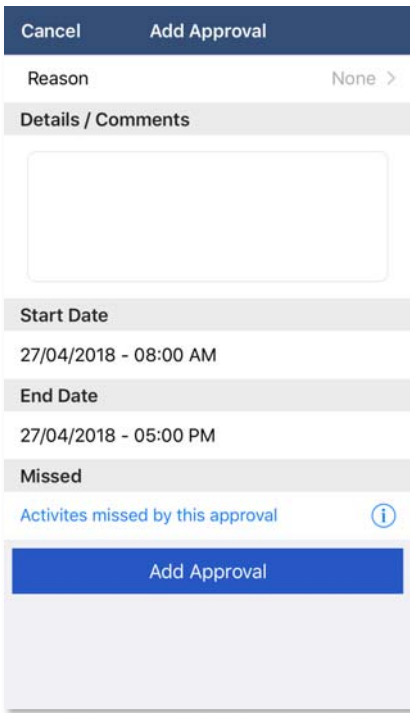 Cancel Add Approval
Reason None >
Details / Comments
Start Date
27/04/2018 - 08:00 AM
End Date
27/04/2018 - 05:00 PM
Missed
Activites missed by this approval i
Add Approval